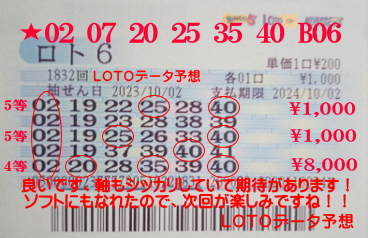 ★02 07 20 25 35 40 B06
ロト6
単価1口¥200
1832回 LOTOデータ予想 各01口 ¥1,000
抽せん日 2023/10/02 支払期限 2024/10/02
5等 02 19 22 25 28 40 ¥1,000
02 19 22 35 38 40
5等 02 19 25 26 33 40 ¥1,000
02 19 37 39 40 41
4等 02 20 28 35 39 40 ¥8,000
良いです、軸もシッカリしていて期待があります！
ソフトにもなれたので、次回が楽しみですね！！
LOTOデータ予想